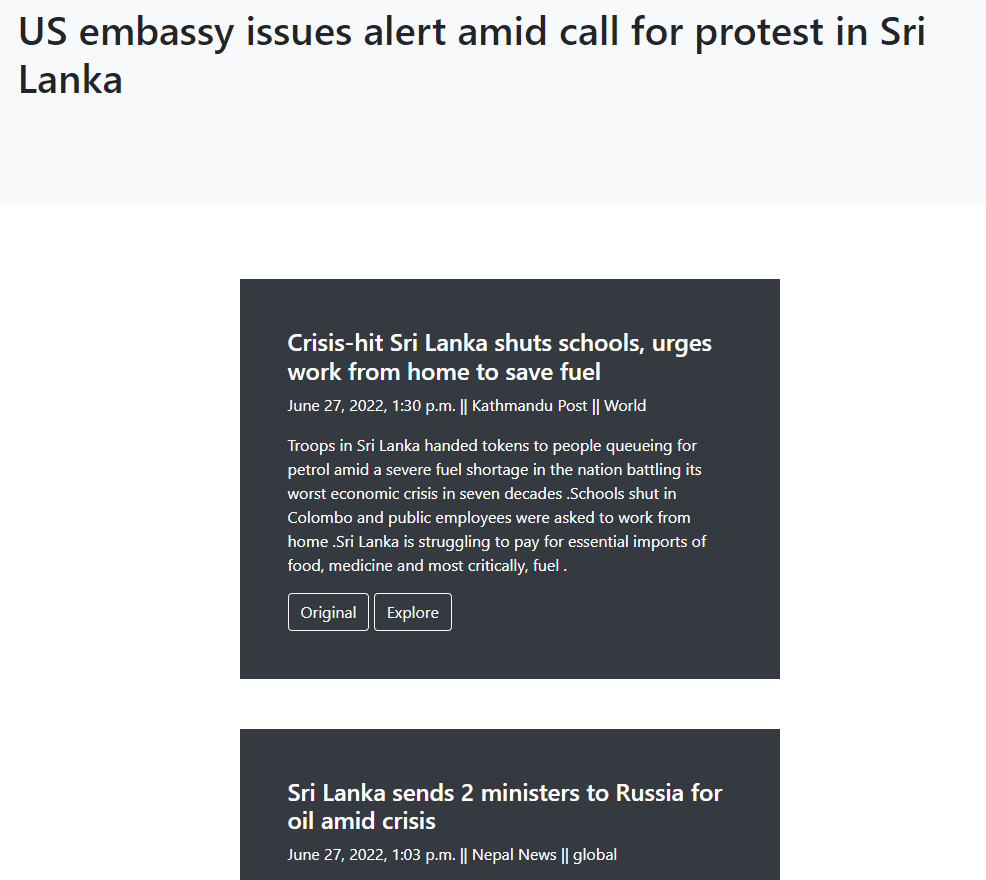 US embassy issues alert amid call for protest in Sri
Lanka
Crisis-hit Sri Lanka shuts schools, urges
work from home to save fuel
June 27, 2022, 1:30 p.m. || Kathmandu Post || World
Troops in Sri Lanka handed tokens to people queueing for
petrol amid a severe fuel shortage in the nation battling its
worst economic crisis in seven decades .Schools shut in
Colombo and public employees were asked to work from
home .Sri Lanka is struggling to pay for essential imports of
food, medicine and most critically, fuel .
Original Explore
Sri Lanka sends 2 ministers to Russia for
oil amid crisis
June 27, 2022, 1:03 p.m. || Nepal News || global